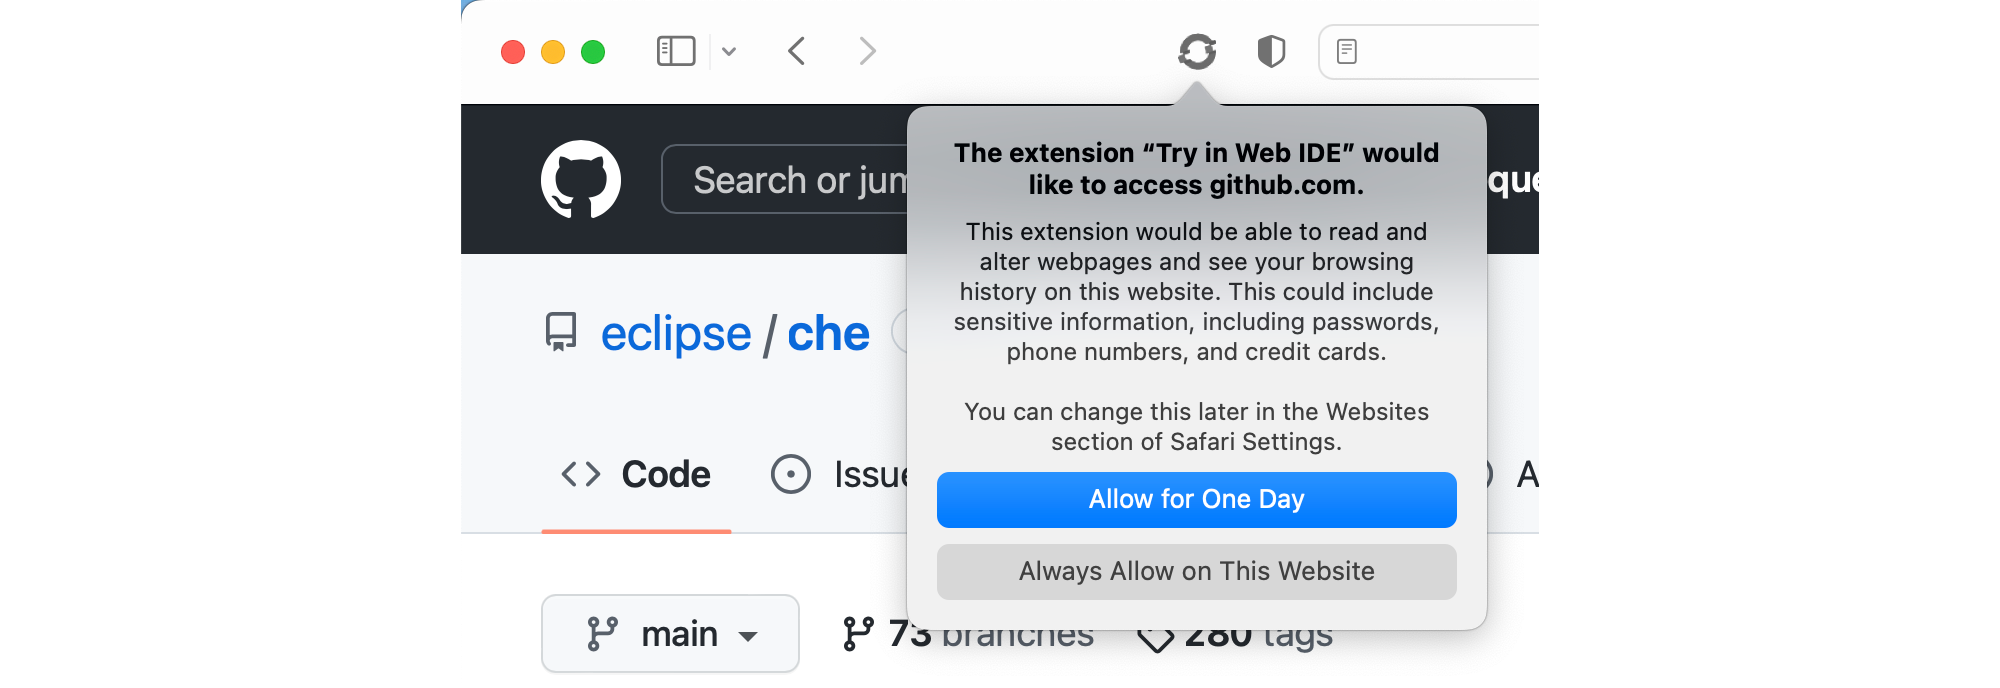 Search or jum
The extension “Try in Web IDE” would
like to access github.com.
This extension would be able to read and
alter webpages and see your browsing
history on this website. This could include
sensitive information, including passwords,
phone numbers, and credit cards.
You can change this later in the Websites
section of Safari Settings.
Allow for One Day
Always Allow on This Website
eclipse / che
Code
Issue
A
main
73 branches
280 tags